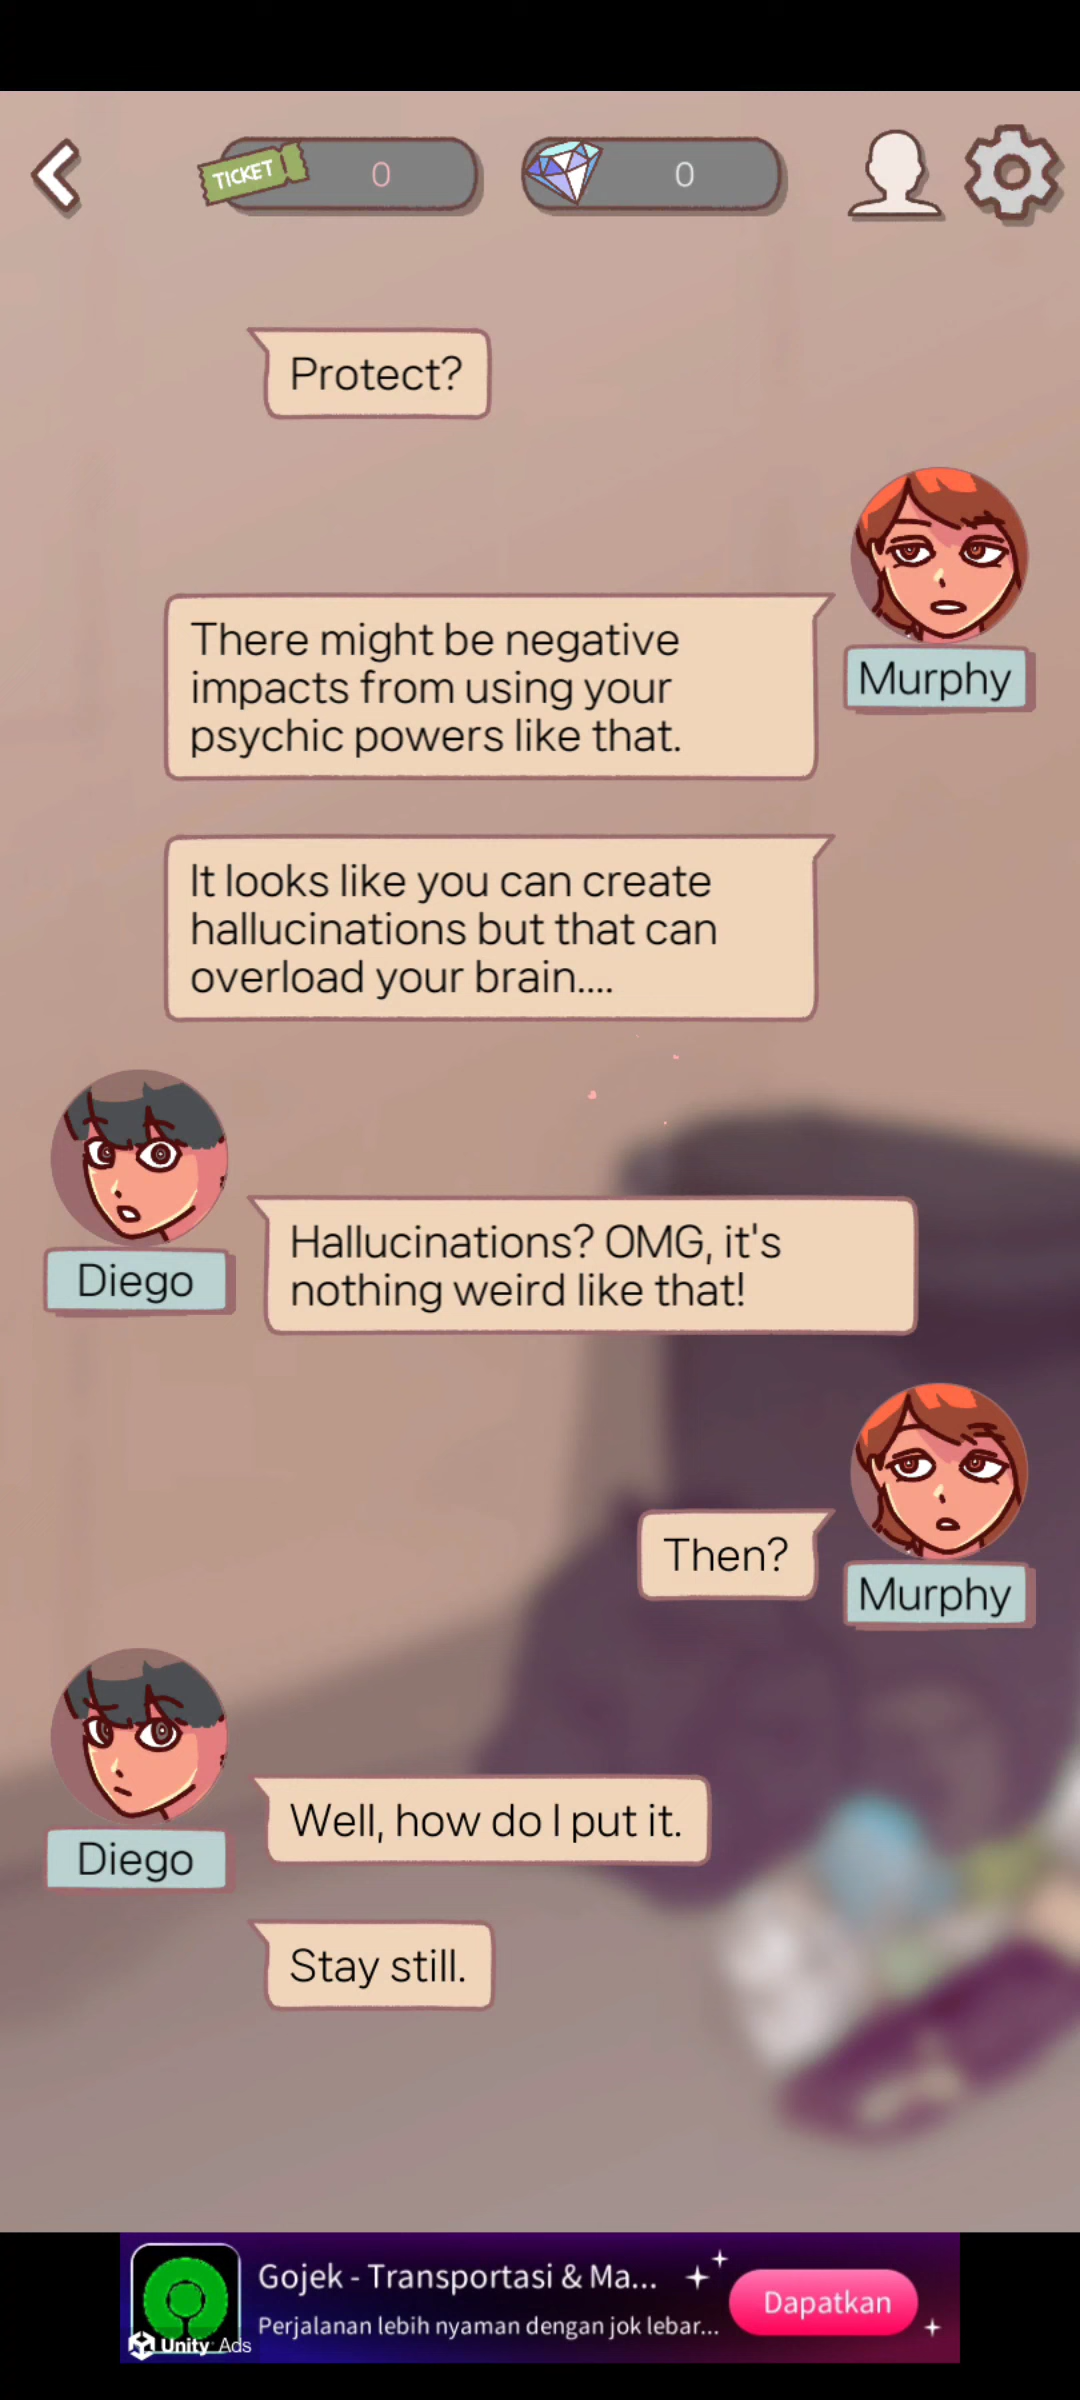 TICKET
0
0
Protect?
There might be negative
impacts from using your
psychic powers like that.
Murphy
It looks like you can create
hallucinations but that can
overload your brain....
Hallucinations? OMG, it's
nothing weird like that!
Diego
Then?
Murphy
Well, how do I put it.
Diego
Stay still.
Gojek - Transportasi & Ma...
Perjalanan lebih nyaman dengan jok lebar...
Dapatkan
Unity Ads